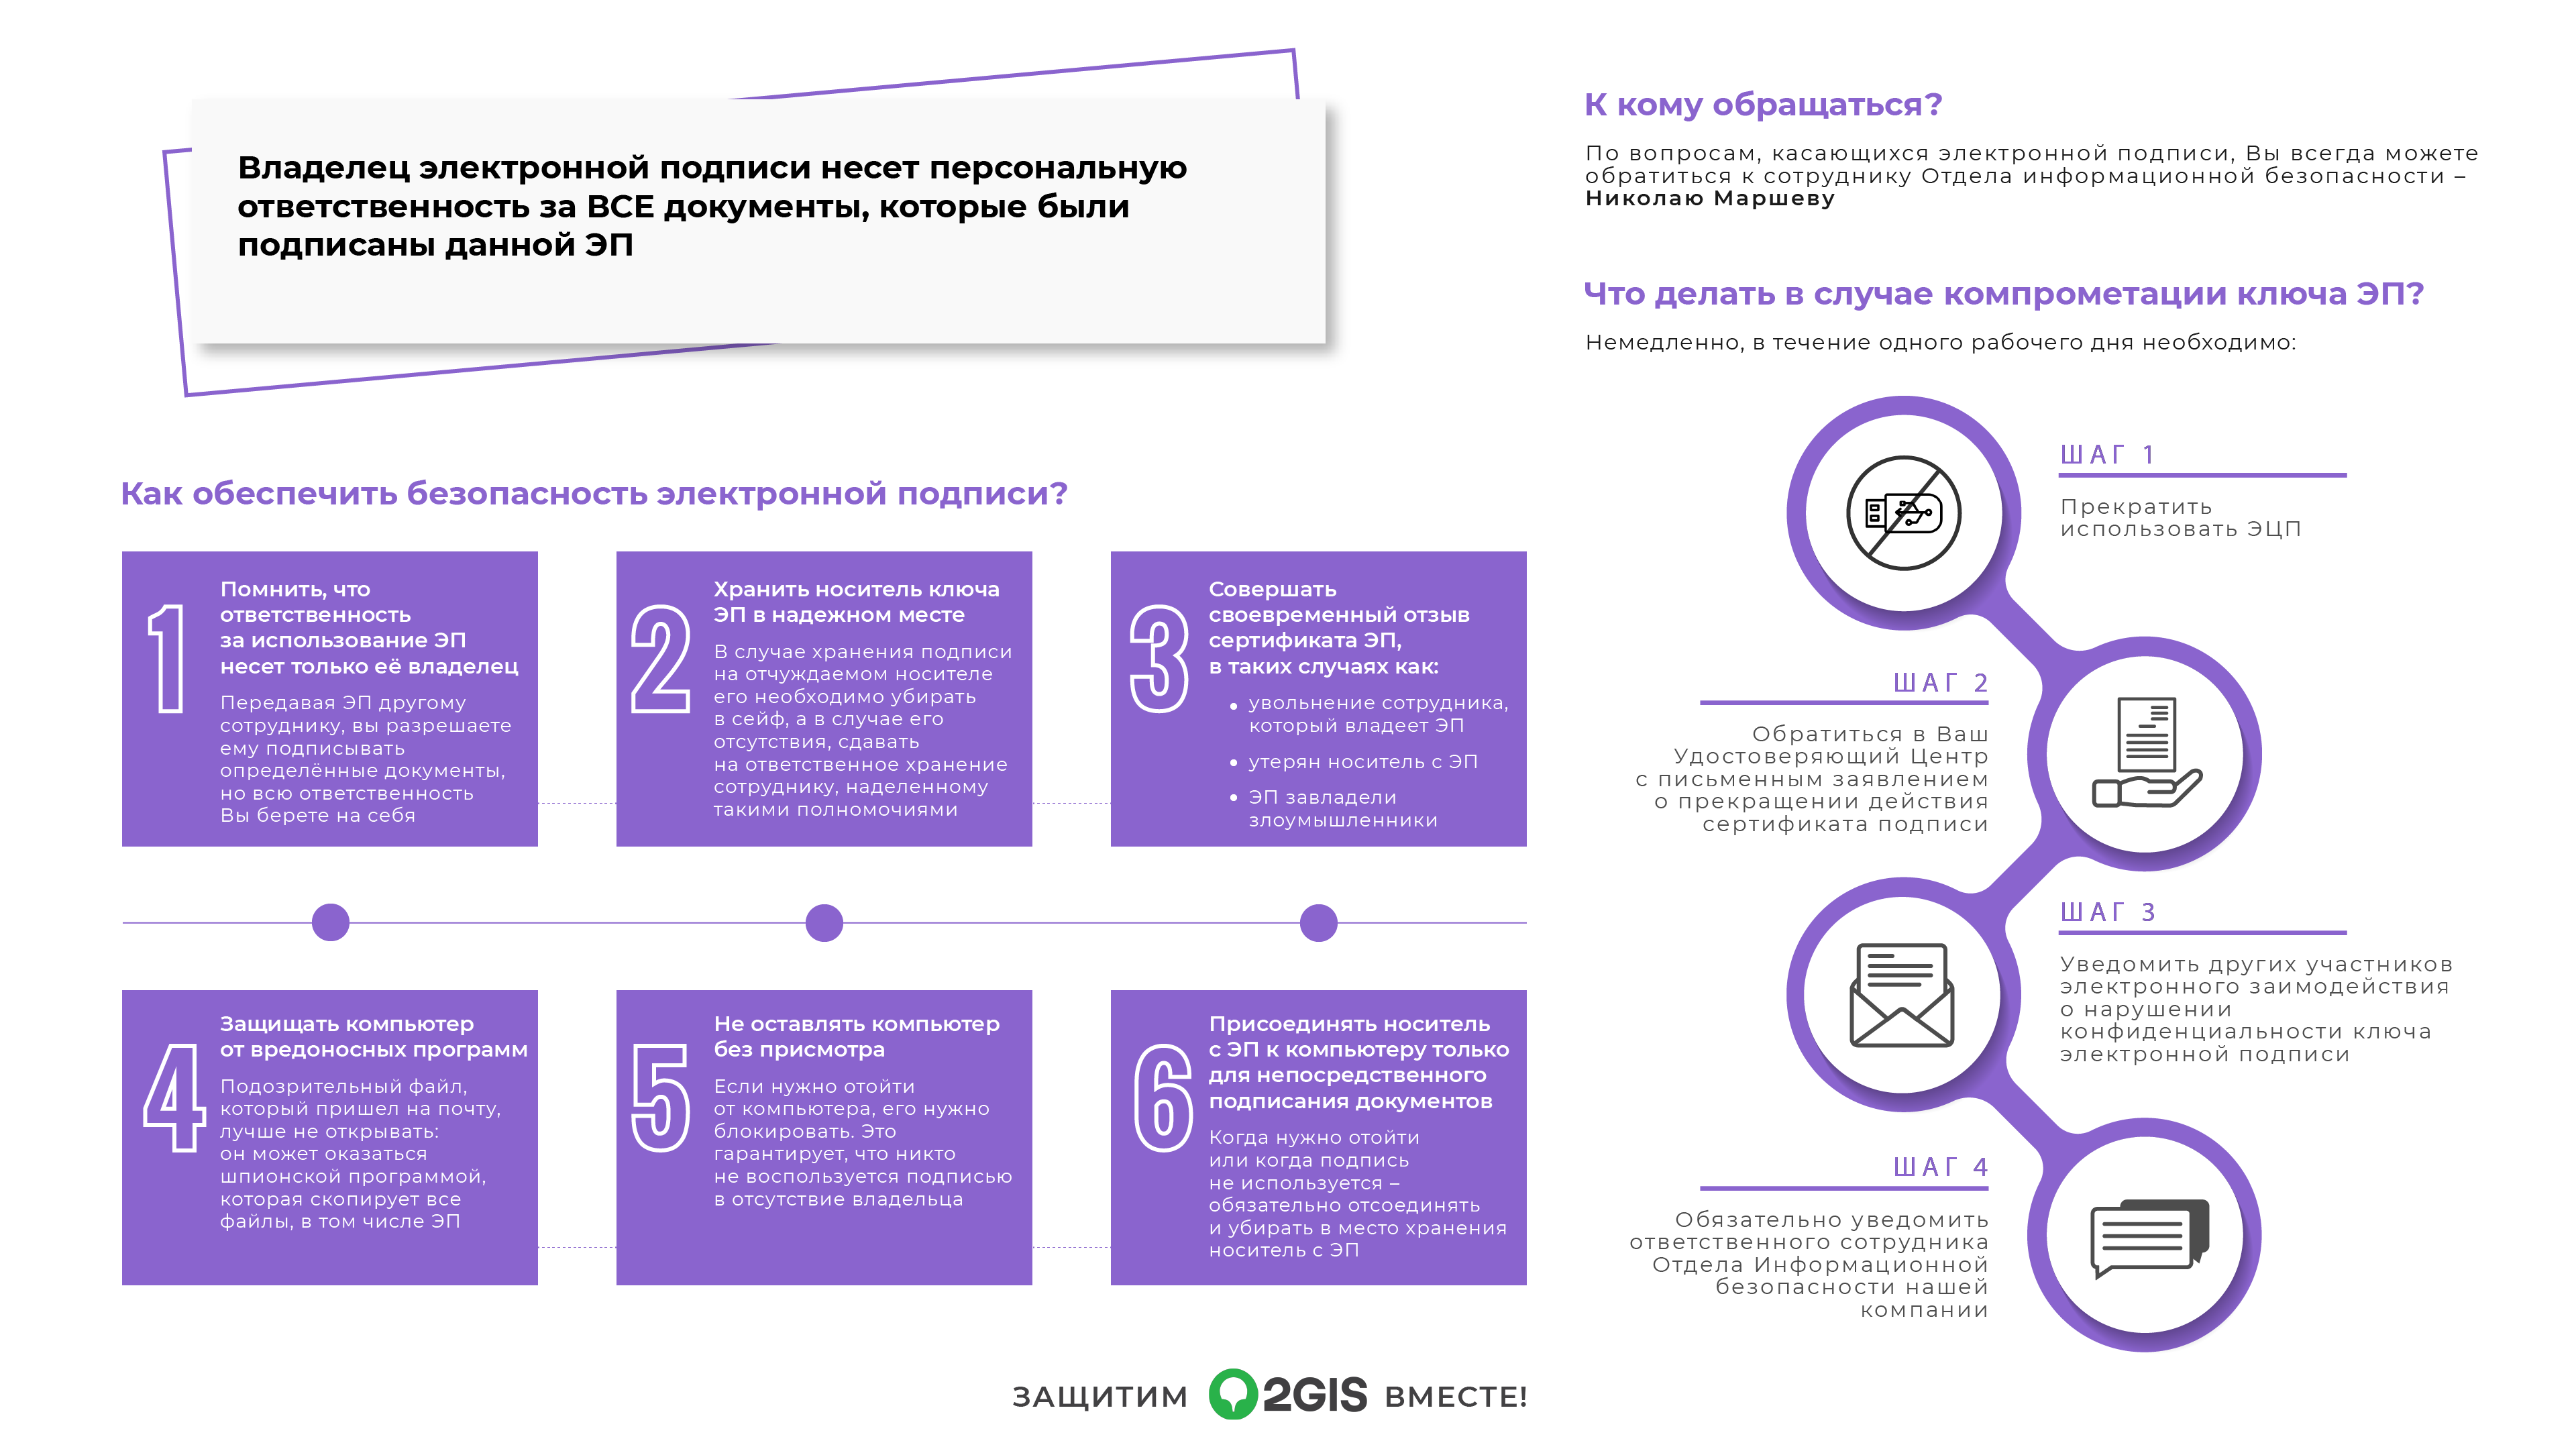 Владелец электронной подписи несет персональную
ответственность за ВСЕ документы, которые были
подписаны данной ЭП
Как обеспечить безопасность электронной подписи?
1
Помнить, что
ответственность
за использование ЭП
несет только её владелец
Передавая ЭП другому
сотруднику, вы разрешаете
ему подписывать
определённые документы,
но всю ответственность
Вы берете на себя
2
Хранить носитель ключа
ЭП в надежном месте
В случае хранения подписи
на отчуждаемом носителе
его необходимо убирать
в сейф, а в случае его
отсутствия, сдавать
на ответственное хранение
сотруднику, наделенному
такими полномочиями
3
Совершать
своевременный отзыв
сертификата ЭП,
в таких случаях как:
• увольнение сотрудника,
который владеет ЭП
• утерян носитель с ЭП
• ЭП завладели
злоумышленники
4
Защищать компьютер
от вредоносных программ
Подозрительный файл,
который пришел на почту,
лучше не открывать:
он может оказаться
шпионской программой,
которая скопирует все
файлы, в том числе ЭП
5
Не оставлять компьютер
без присмотра
Если нужно отойти
от компьютера, его нужно
блокировать. Это
гарантирует, что никто
не воспользуется подписью
в отсутствие владельца
6
Присоединять носитель
с ЭП к компьютеру только
для непосредственного
подписания документов
Когда нужно отойти
или когда подпись
не используется –
обязательно отсоединять
и убирать в место хранения
носитель с ЭП
К кому обращаться?
По вопросам, касающихся электронной подписи, Вы всегда можете
обратиться к сотруднику Отдела информационной безопасности –
Николаю Маршеву
Что делать в случае компрометации ключа ЭП?
Немедленно, в течение одного рабочего дня необходимо:
ШАГ 1
Прекратить
использовать ЭЦП
ШАГ 2
Обратиться в Ваш
Удостоверяющий Центр
с письменным заявлением
о прекращении действия
сертификата подписи
ШАГ 3
Уведомить других участников
электронного заимодействия
о нарушении
конфиденциальности ключа
электронной подписи
ШАГ 4
Обязательно уведомить
ответственного сотрудника
Отдела Информационной
безопасности нашей
компании
ЗАЩИТИМ 2GIS ВМЕСТЕ!